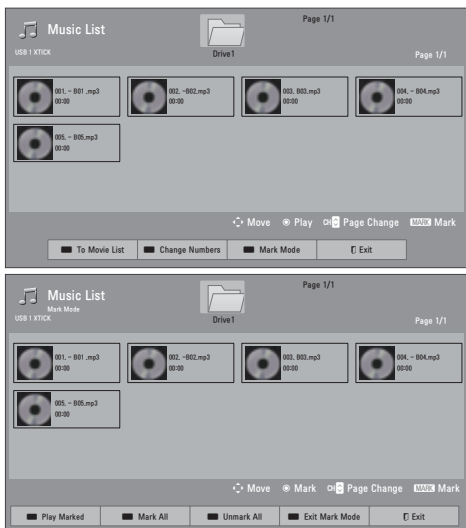 Page 1/1
Music List
USB 1 XTICK
Drive1
Page 1/1
001. - B01 .mp3
00:00
002. -B02.mp3
00:00
003. B03.mp3
00:00
004. - B04.mp3
00:00
005. - B05.mp3
00:00
Move
Play
CH Page Change
MARK Mark
To Movie List
Change Numbers
Mark Mode
Exit
Page 1/1
Music List
Mark Mode
USB 1 XTICK
Drive1
Page 1/1
001. - B01 .mp3
00:00
002. -B02.mp3
00:00
003. B03.mp3
00:00
004. - B04.mp3
00:00
005. - B05.mp3
00:00
Move
Mark
CH Page Change
MARK Mark
Play Marked
Mark All
Unmark All
Exit Mark Mode
Exit